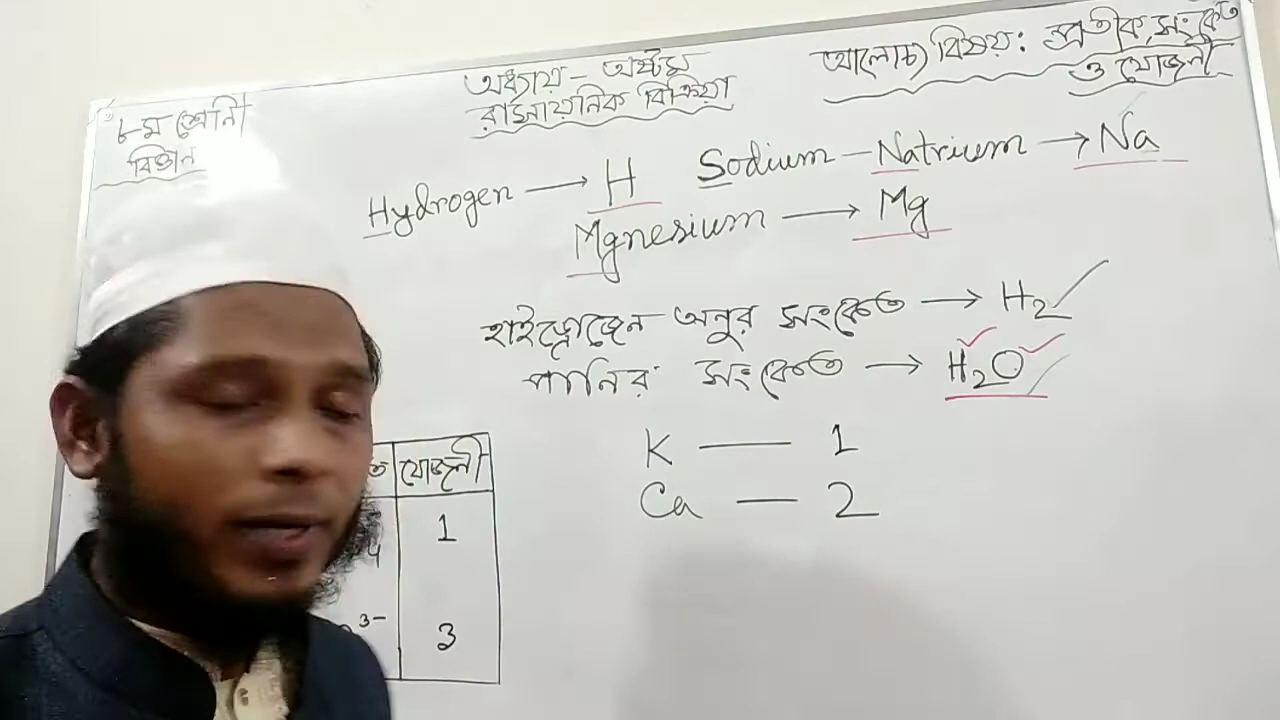 ৮ম শ্রেনি
বিজ্ঞান
অধ্যায় - অষ্টম
রাসায়নিক বিক্রিয়া
আলোচ্য বিষয়: প্রতীক, সংকেত
ও যোজনী
Hydrogen → H
Sodium - Natrium → Na
Mgnesium → Mg
হাইড্রোজেন অনুর সংকেত → H₂
পানির সংকেত → H₂O
K — 1
Ca — 2
যোজনী
1
3-
3